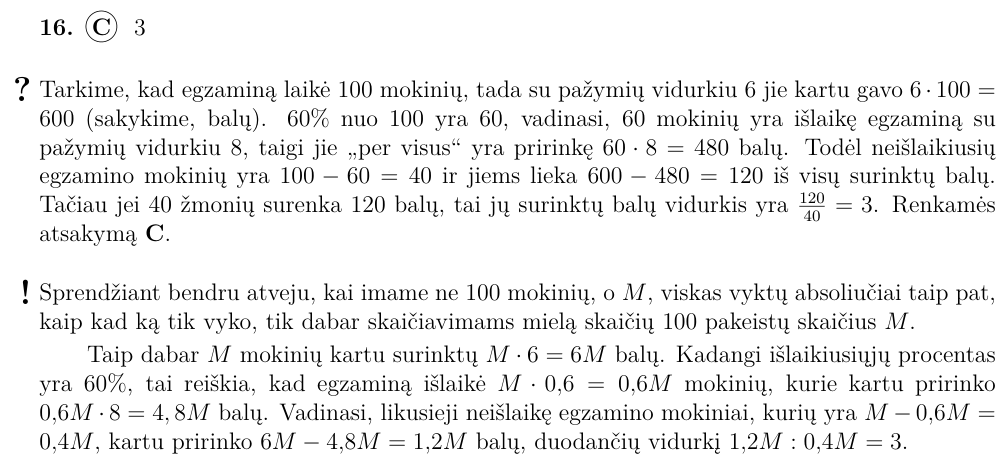 16. Ⓒ 3
? Tarkime, kad egzaminą laikė 100 mokinių, tada su pažymių vidurkiu 6 jie kartu gavo 6 · 100 =
600 (sakykime, balų). 60% nuo 100 yra 60, vadinasi, 60 mokinių yra išlaikę egzaminą su
pažymių vidurkiu 8, taigi jie „per visus“ yra pririnkę 60 · 8 = 480 balų. Todėl neišlaikiusių
egzamino mokinių yra 100 − 60 = 40 ir jiems lieka 600 − 480 = 120 iš visų surinktų balų.
Tačiau jei 40 žmonių surenka 120 balų, tai jų surinktų balų vidurkis yra 120/40 = 3. Renkamės
atsakymą C.
! Sprendžiant bendru atveju, kai imame ne 100 mokinių, o M, viskas vyktų absoliučiai taip pat,
kaip kad ką tik vyko, tik dabar skaičiavimams mielą skaičių 100 pakeistų skaičius M.
Taip dabar M mokinių kartu surinktų M · 6 = 6M balų. Kadangi išlaikiusiųjų procentas
yra 60%, tai reiškia, kad egzaminą išlaikė M · 0,6 = 0,6M mokinių, kurie kartu pririnko
0,6M · 8 = 4, 8M balų. Vadinasi, likusieji neišlaikę egzamino mokiniai, kurių yra M − 0,6M =
0,4M, kartu pririnko 6M − 4,8M = 1,2M balų, duodančių vidurkį 1,2M : 0,4M = 3.